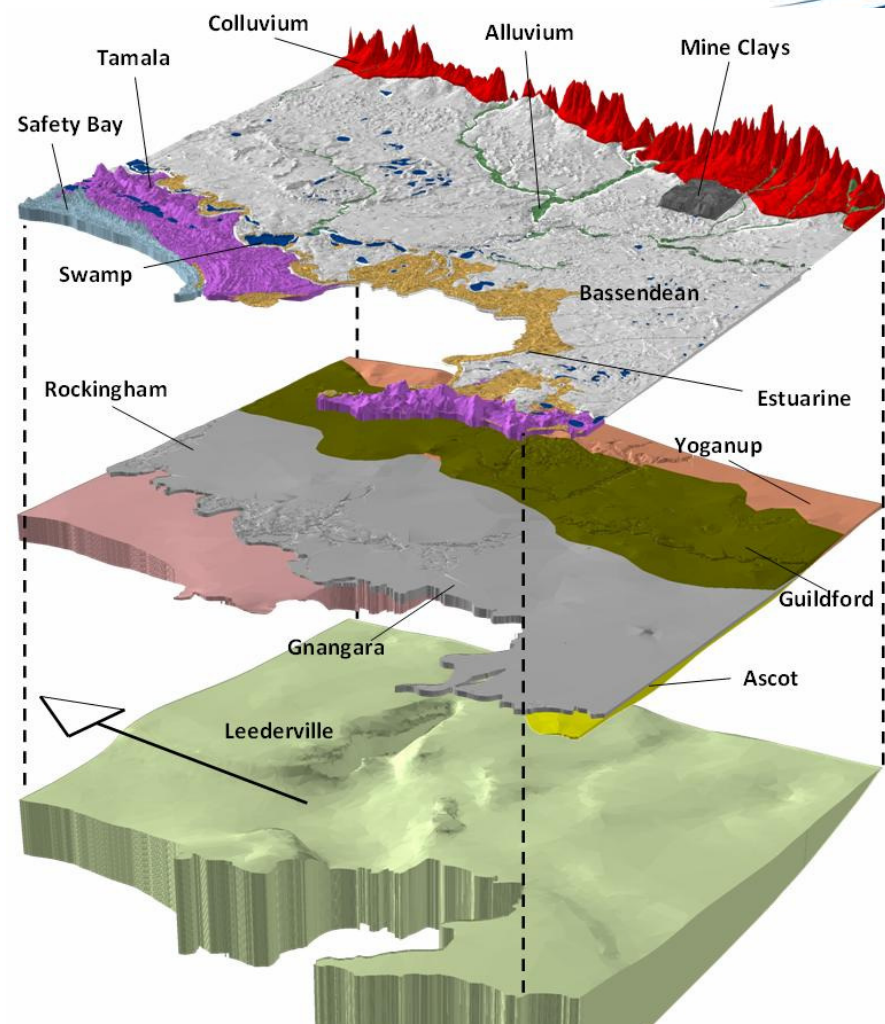 Colluvium
Alluvium
Mine Clays
Tamala
Safety Bay
Swamp
Bassendean
Estuarine
Rockingham
Yoganup
Guildford
Gnangara
Ascot
Leederville